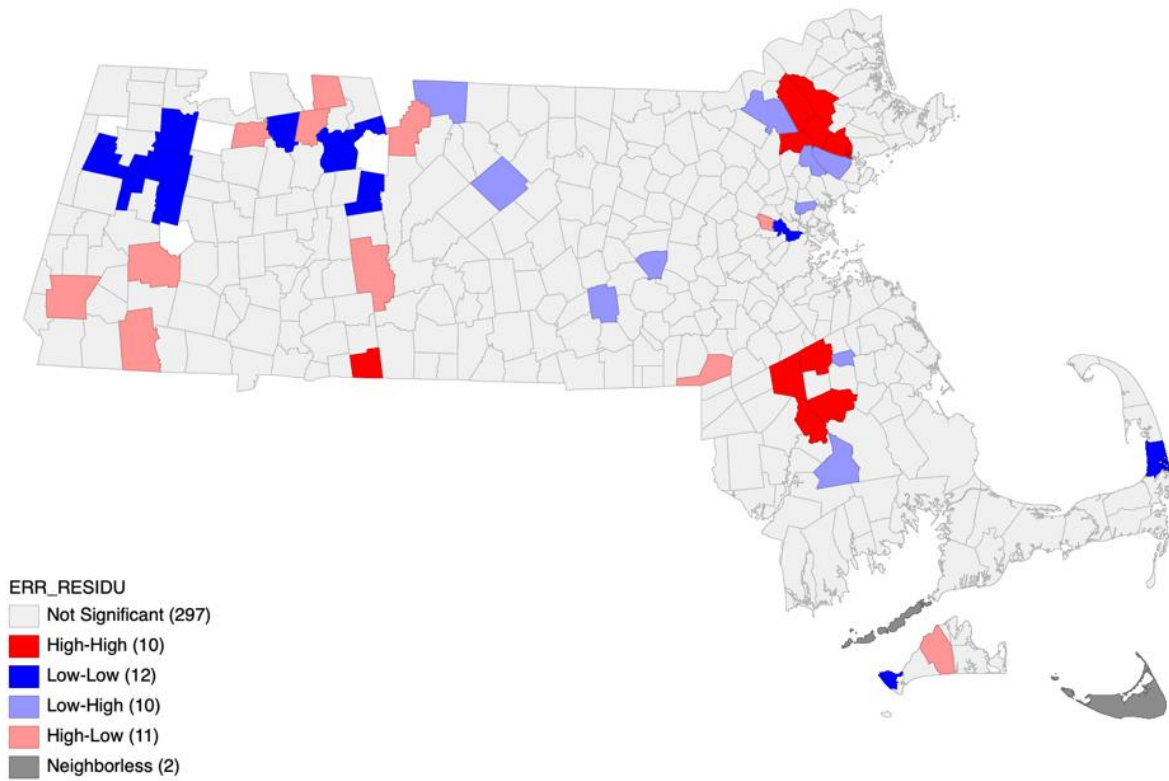 ERR_RESIDU
Not Significant (297)
High-High (10)
Low-Low (12)
Low-High (10)
High-Low (11)
Neighborless (2)